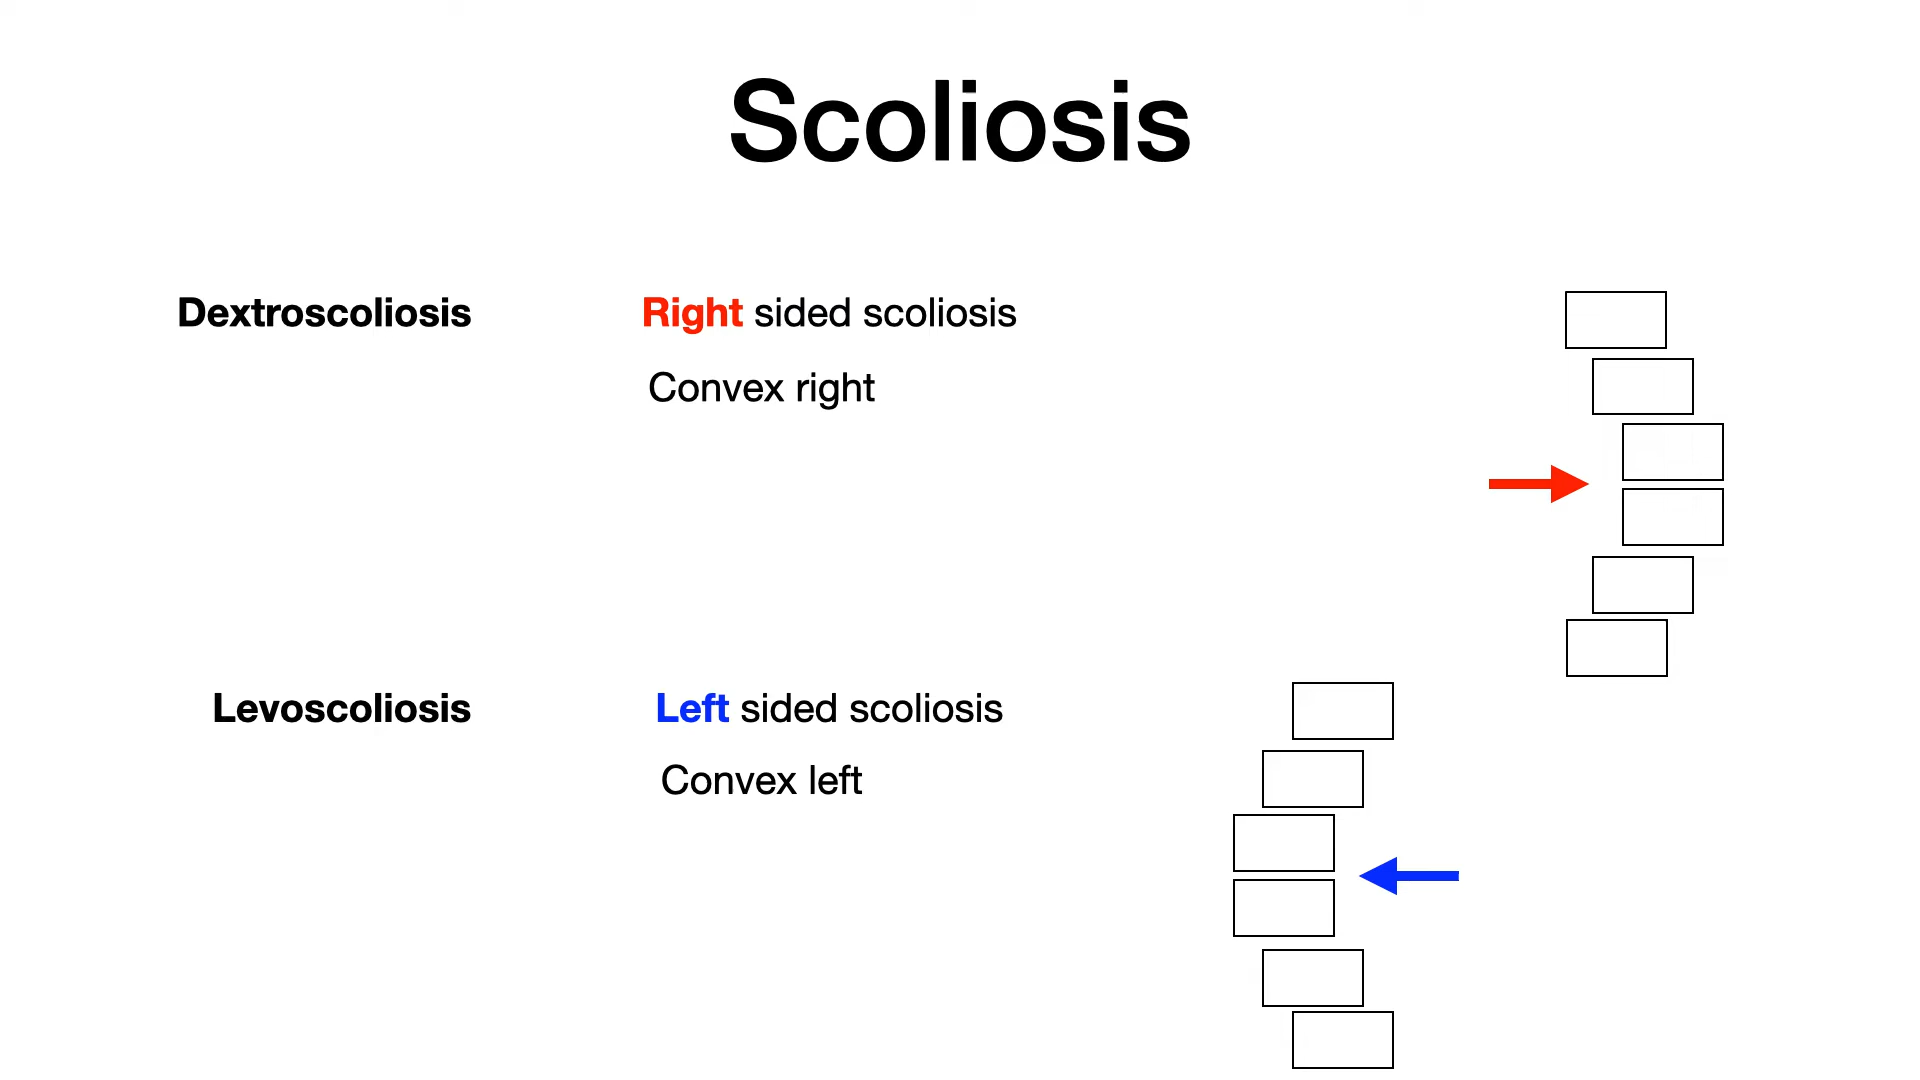 Scoliosis
Dextroscoliosis
Right sided scoliosis
Convex right
Levoscoliosis
Left sided scoliosis
Convex left